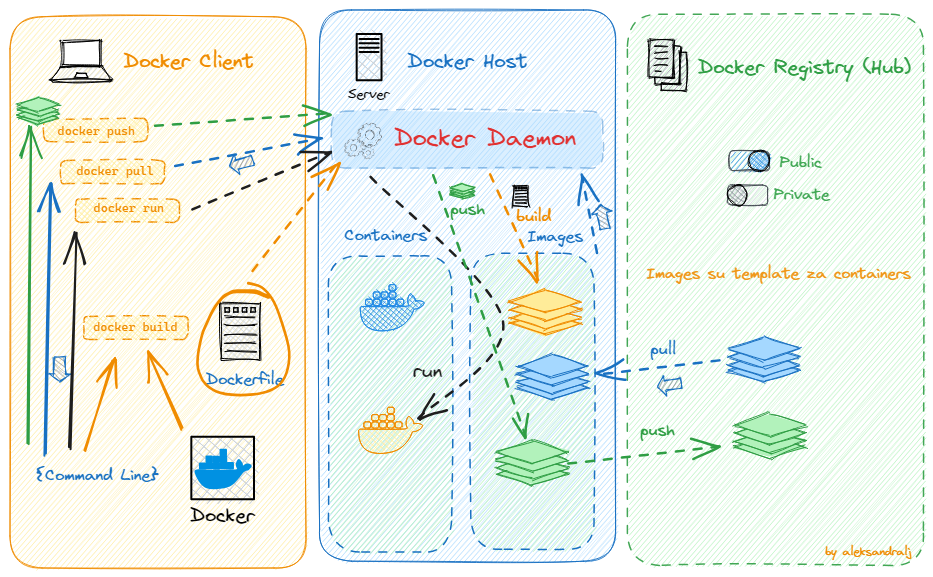 Docker Client
docker push
docker pull
docker run
docker build
Dockerfile
{Command Line}
Docker
Docker Host
Server
Docker Daemon
push
build
Containers
Images
run
Docker Registry (Hub)
Public
Private
Images su template za containers
pull
push
by aleksandralj